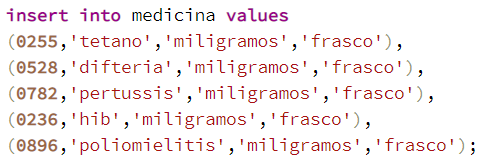 insert into medicina values
(0255,'tetano','miligramos','frasco'),
(0528,'difteria','miligramos','frasco'),
(0782,'pertussis','miligramos','frasco'),
(0236,'hib','miligramos','frasco'),
(0896,'poliomielitis','miligramos','frasco');